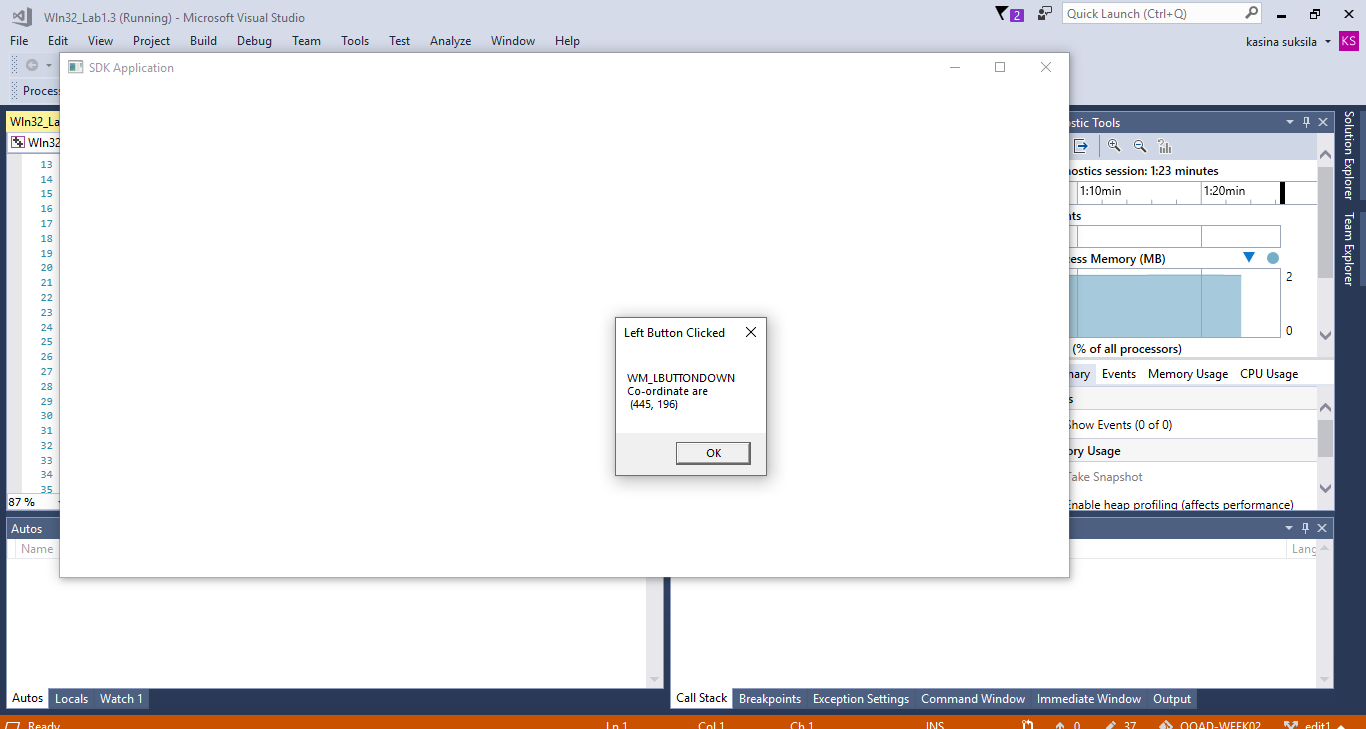 WIn32_Lab1.3 (Running) - Microsoft Visual Studio
2
Quick Launch (Ctrl+Q)
File Edit View Project Build Debug Team Tools Test Analyze Window Help
kasina suksila
KS
SDK Application
Proces
WIn32_La
WIn32
13
14
15
16
17
18
19
20
21
22
23
24
25
26
27
28
29
30
31
32
33
34
35
87 %
Left Button Clicked
WM_LBUTTONDOWN
Co-ordinate are
(445, 196)
OK
ostic Tools
nostics session: 1:23 minutes
1:10min 1:20min
nts
cess Memory (MB)
2
0
(% of all processors)
mary Events Memory Usage CPU Usage
s
Show Events (0 of 0)
ory Usage
Take Snapshot
Enable heap profiling (affects performance)
Solution Explorer
Team Explorer
Autos
Name
Lang
Autos Locals Watch 1
Call Stack Breakpoints Exception Settings Command Window Immediate Window Output
Ready Ln 1 Col 1 Ch 1 INS 0 37 OOAD-WEEK02 edit1